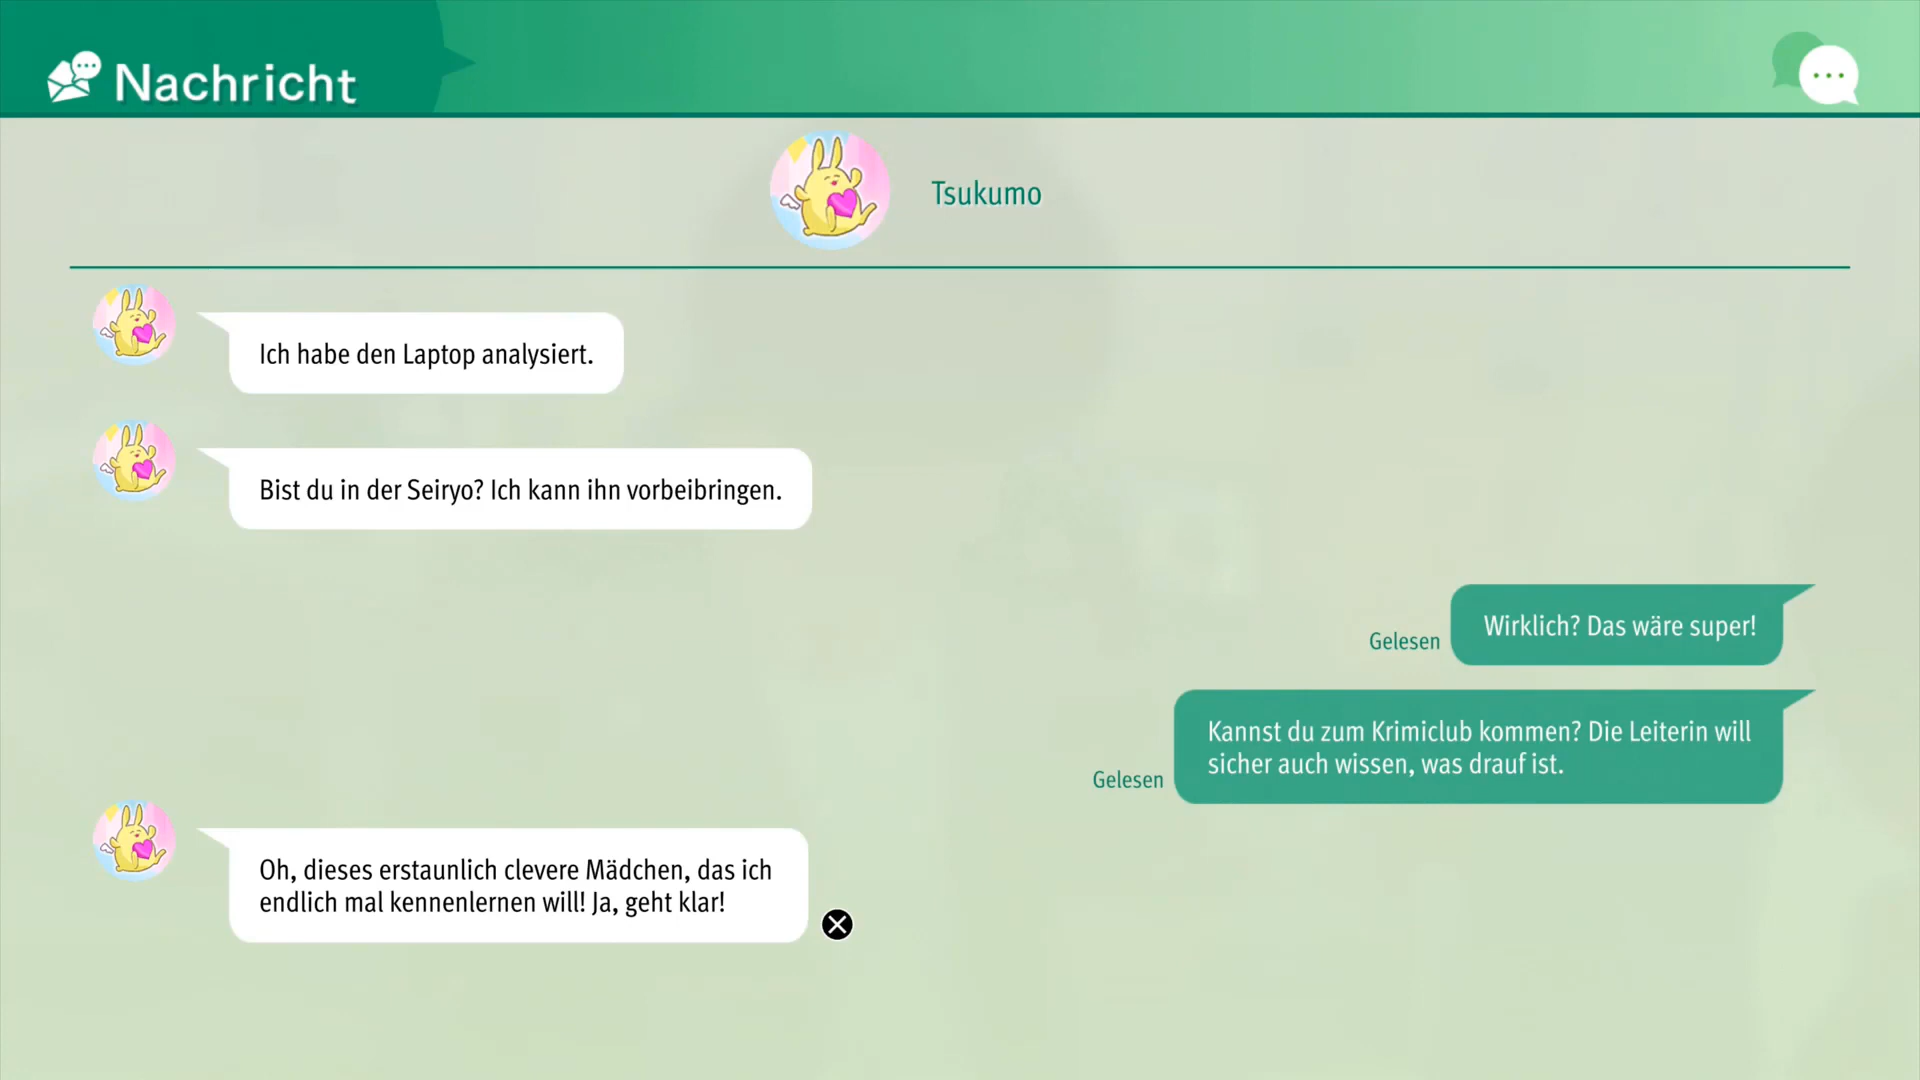 Nachricht
Tsukumo
Ich habe den Laptop analysiert.
Bist du in der Seiryo? Ich kann ihn vorbeibringen.
Wirklich? Das wäre super!
Gelesen
Kannst du zum Krimiclub kommen? Die Leiterin will
sicher auch wissen, was drauf ist.
Gelesen
Oh, dieses erstaunlich clevere Mädchen, das ich
endlich mal kennenlernen will! Ja, geht klar!